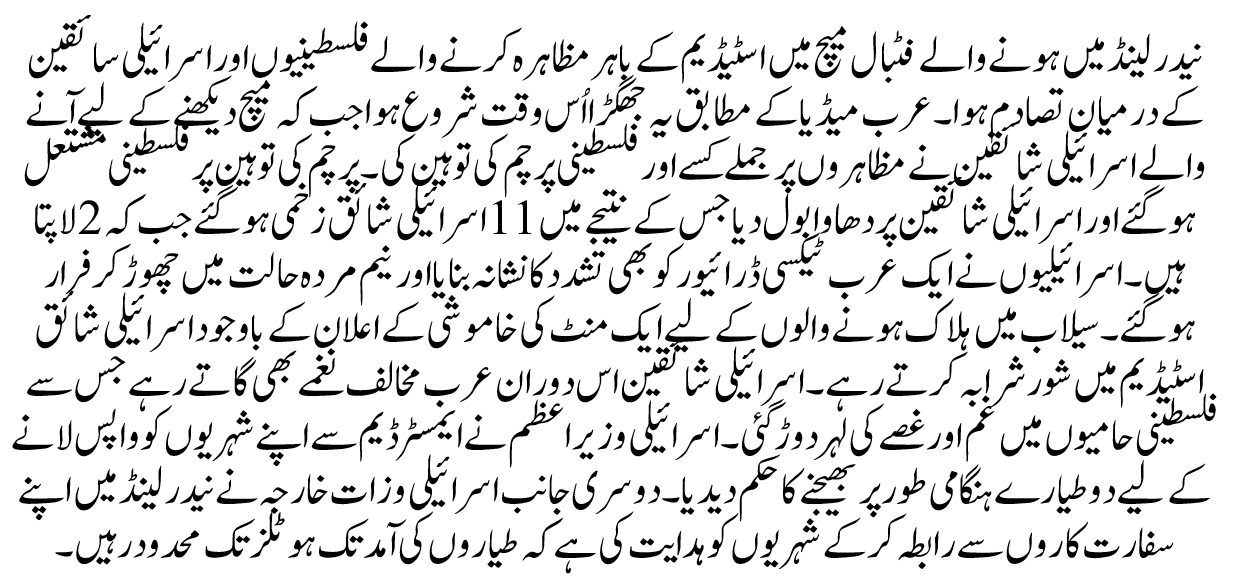 نیدر لینڈ میں ہونے والے فٹبال میچ میں اسٹیڈیم کے باہر مظاہرہ کرنے والے فلسطینیوں اور اسرائیلی سائقین
کے درمیان تصادم ہوا۔ عرب میڈیا کے مطابق یہ جھگڑا اُس وقت شروع ہوا جب کہ میچ دیکھنے کے لیے آنے
والے اسرائیلی شائقین نے مظاہروں پر جملے کسے اور فلسطینی پرچم کی توہین کی۔ پرچم کی توہین پر فلسطینی مشتعل
ہوگئے اور اسرائیلی شائقین پر دھاوا بول دیا جس کے نتیجے میں 11 اسرائیلی شائق زخمی ہوگئے جب کہ 2 لاپتا
ہیں۔ اسرائیلیوں نے ایک عرب ٹیکسی ڈرائیور کو بھی تشدد کا نشانہ بنایا اور نیم مردہ حالت میں چھوڑ کر فرار
ہوگئے۔ سیلاب میں ہلاک ہونے والوں کے لیے ایک منٹ کی خاموشی کے اعلان کے باوجود اسرائیلی شائق
اسٹیڈیم میں شور شرابہ کرتے رہے۔ اسرائیلی شائقین اس دوران عرب مخالف نغمے بھی گاتے رہے جس سے
فلسطینی حامیوں میں غم اور غصے کی لہر دوڑ گئی۔ اسرائیلی وزیراعظم نے ایمسٹرڈیم سے اپنے شہریوں کو واپس لانے
کے لیے دو طیارے ہنگامی طور پر بھیجنے کا حکم دیدیا۔ دوسری جانب اسرائیلی وزات خارجہ نے نیدر لینڈ میں اپنے
سفارت کاروں سے رابطہ کرکے شہریوں کو ہدایت کی ہے کہ طیاروں کی آمد تک ہوٹلز تک محدود رہیں۔